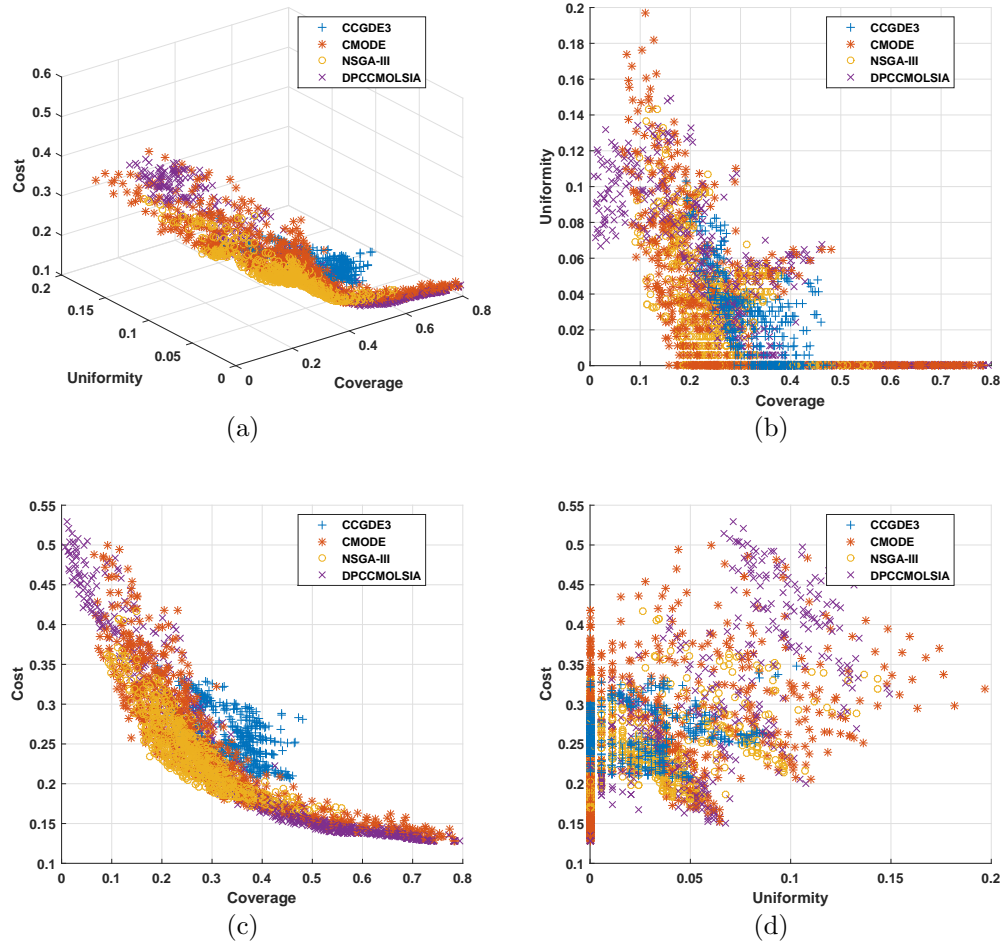 CCGDE3
CMODE
NSGA-III
DPCCMOLSIA
0.6
0.5
0.4
0.3
0.2
0.1
Cost
0.2
0.15
0.1
0.05
0
Uniformity
0
0.2
0.4
0.6
0.8
Coverage
(a)
CCGDE3
CMODE
NSGA-III
DPCCMOLSIA
0.2
0.18
0.16
0.14
0.12
0.1
0.08
0.06
0.04
0.02
0
Uniformity
0 0.1 0.2 0.3 0.4 0.5 0.6 0.7 0.8
Coverage
(b)
CCGDE3
CMODE
NSGA-III
DPCCMOLSIA
0.55
0.5
0.45
0.4
0.35
0.3
0.25
0.2
0.15
0.1
Cost
0 0.1 0.2 0.3 0.4 0.5 0.6 0.7 0.8
Coverage
(c)
CCGDE3
CMODE
NSGA-III
DPCCMOLSIA
0.55
0.5
0.45
0.4
0.35
0.3
0.25
0.2
0.15
0.1
Cost
0 0.05 0.1 0.15 0.2
Uniformity
(d)